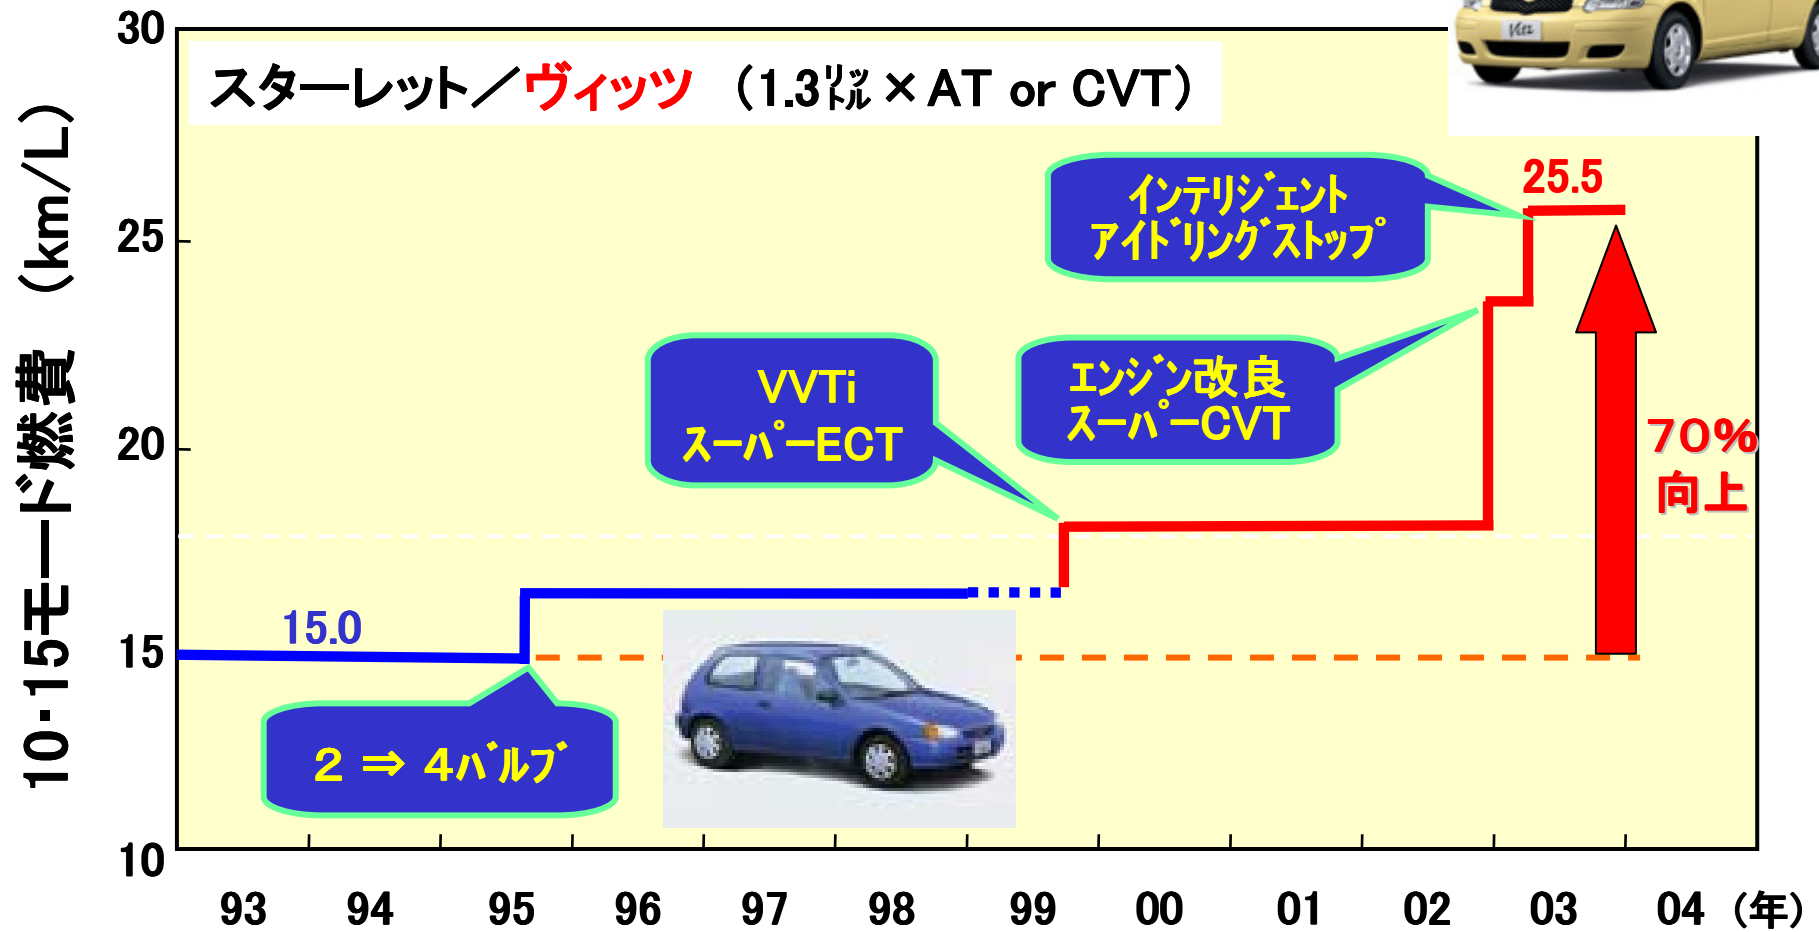 30
25
20
15
10
10・15モード燃費 (km/L)
スターレット／ヴィッツ （1.3㍑ × AT or CVT）
Vitz
インテリジェント
アイドリングストップ
25.5
VVTi
スーパーECT
エンジン改良
スーパーCVT
70%
向上
15.0
2 ⇒ 4バルブ
93 94 95 96 97 98 99 00 01 02 03 04 (年)